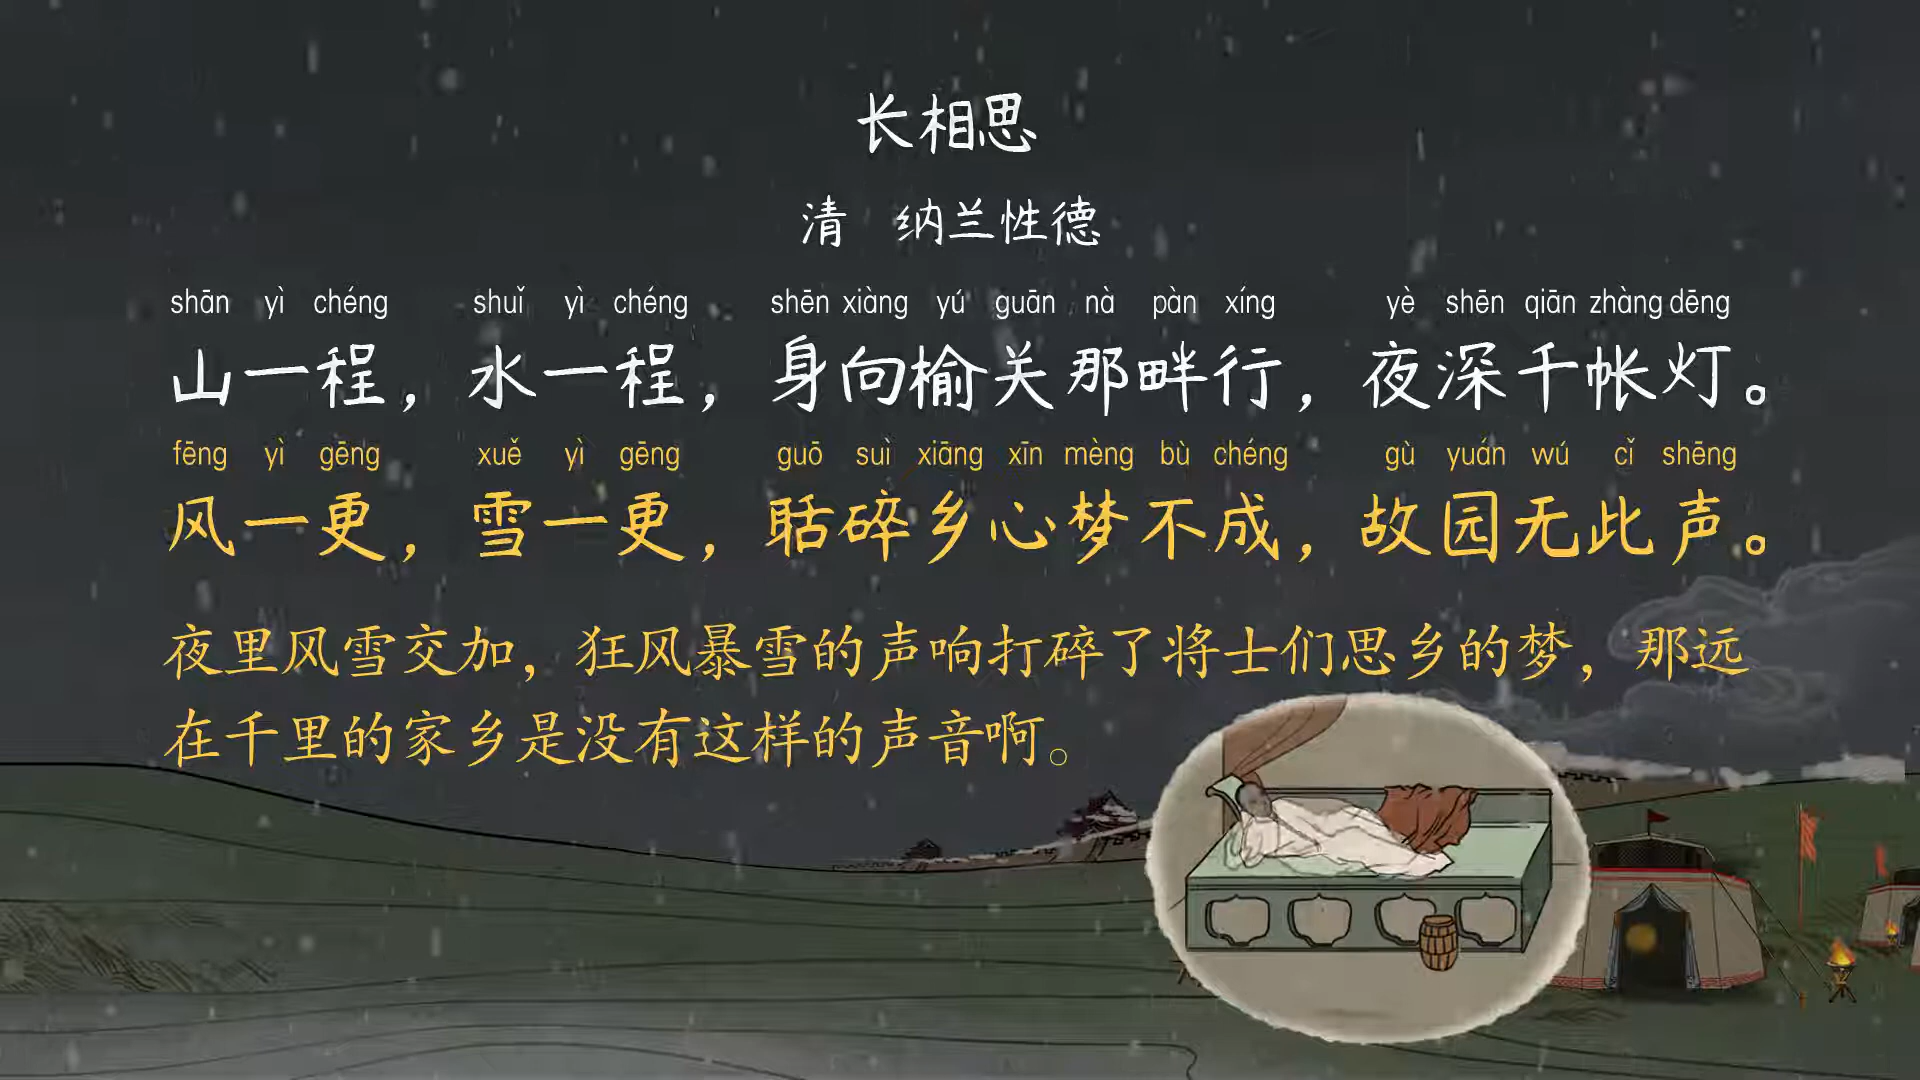 长相思
清 纳兰性德
shān yì chéng shuǐ yì chéng shēn xiàng yú guān nà pàn xíng yè shēn qiān zhàng dēng
山一程，水一程，身向榆关那畔行，夜深千帐灯。
fēng yì gēng xuě yì gēng guō suì xiāng xīn mèng bù chéng gù yuán wú cǐ shēng
风一更，雪一更，聒碎乡心梦不成，故园无此声。
夜里风雪交加，狂风暴雪的声响打碎了将士们思乡的梦，那远
在千里的家乡是没有这样的声音啊。